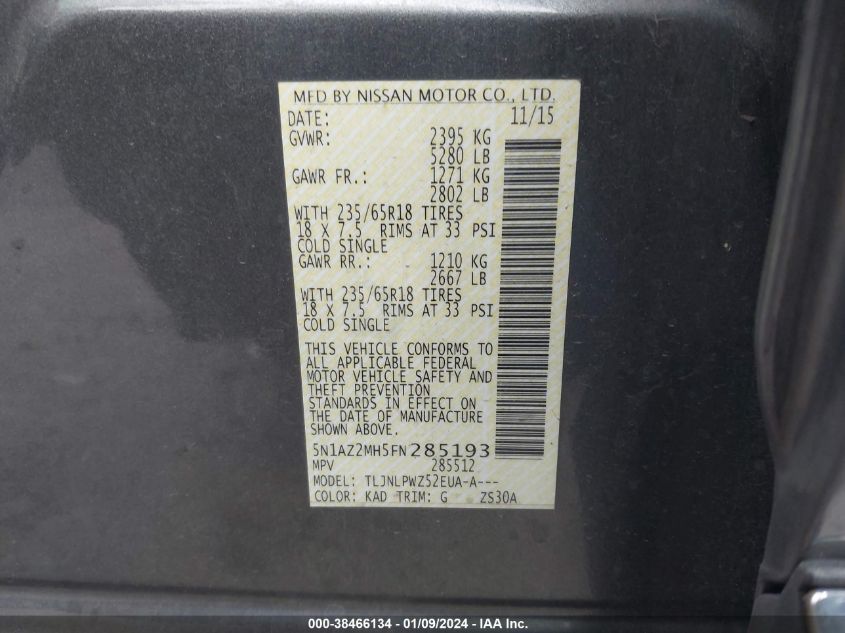 MFD BY NISSAN MOTOR CO., LTD.
DATE: 11/15
GVWR: 2395 KG
5280 LB
GAWR FR.: 1271 KG
2802 LB
WITH 235/65R18 TIRES
18 X 7.5 RIMS AT 33 PSI
COLD SINGLE
GAWR RR.: 1210 KG
2667 LB
WITH 235/65R18 TIRES
18 X 7.5 RIMS AT 33 PSI
COLD SINGLE
THIS VEHICLE CONFORMS TO
ALL APPLICABLE FEDERAL
MOTOR VEHICLE SAFETY AND
THEFT PREVENTION
STANDARDS IN EFFECT ON
THE DATE OF MANUFACTURE
SHOWN ABOVE.
5N1AZ2MH5FN285193
MPV 285512
MODEL: TLJNLPWZ52EUA-A---
COLOR: KAD TRIM: G ZS30A
000-38466134 - 01/09/2024 - IAA Inc.